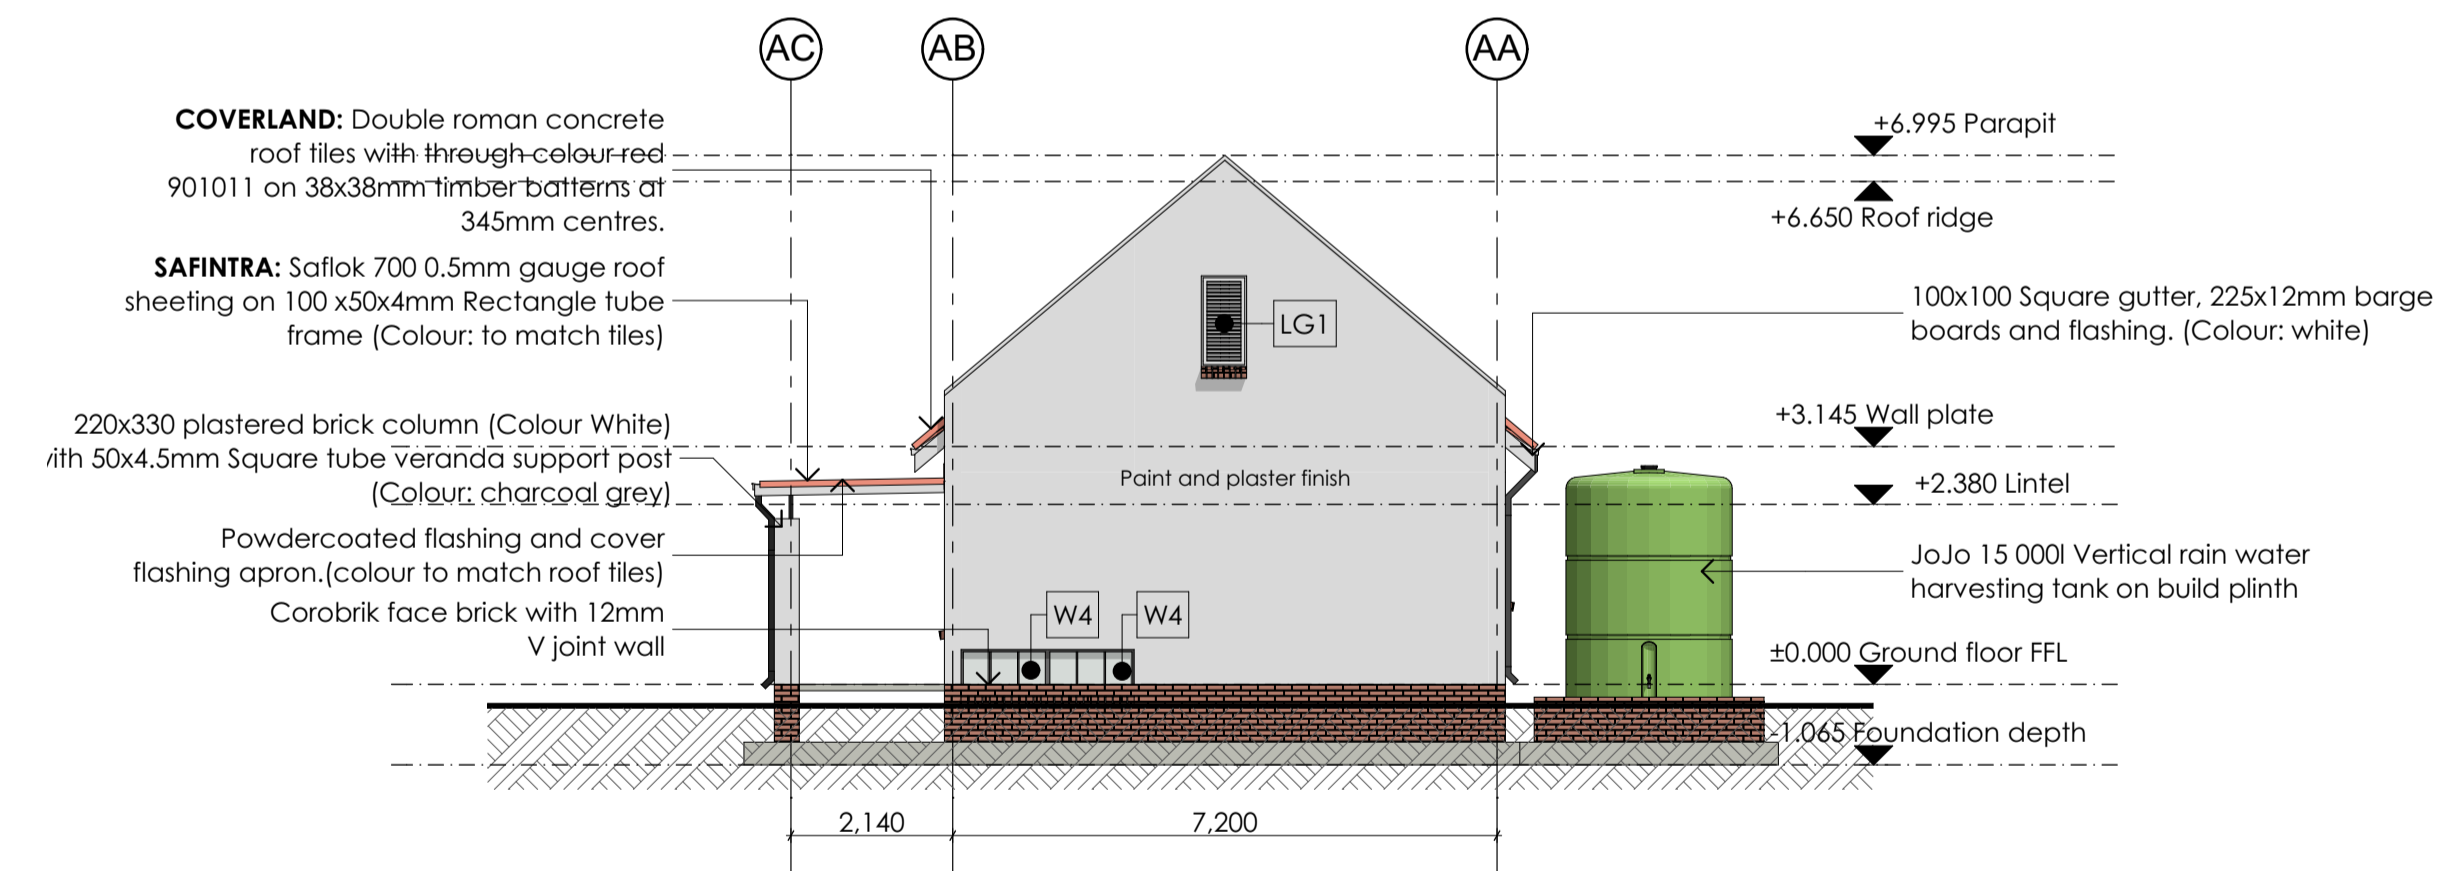 AC
AB
AA
COVERLAND: Double roman concrete
roof tiles with through colour red
901011 on 38x38mm timber batterns at
345mm centres.
SAFINTRA: Saflok 700 0.5mm gauge roof
sheeting on 100 x50x4mm Rectangle tube
frame (Colour: to match tiles)
220x330 plastered brick column (Colour White)
50x4.5mm Square tube veranda support post
(Colour: charcoal grey)
Powdercoated flashing and cover
flashing apron.(colour to match roof tiles)
Corobrik face brick with 12mm
V joint wall
LG1
Paint and plaster finish
W4
W4
+6.995 Parapit
+6.650 Roof ridge
100x100 Square gutter, 225x12mm barge
boards and flashing. (Colour: white)
+3.145 Wall plate
+2.380 Lintel
JoJo 15 000l Vertical rain water
harvesting tank on build plinth
±0.000 Ground floor FFL
-1.065 Foundation depth
2,140
7,200